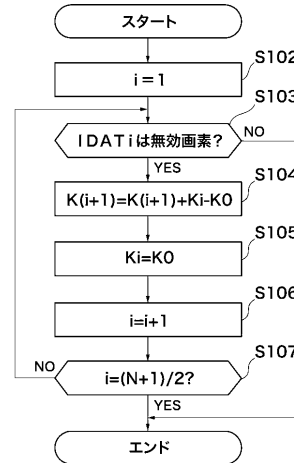 スタート
S102
i=1
S103
IDATiは無効画素?
NO
YES
S104
K(i+1)=K(i+1)+Ki-K0
S105
Ki=K0
S106
i=i+1
S107
NO
i=(N+1)/2?
YES
エンド